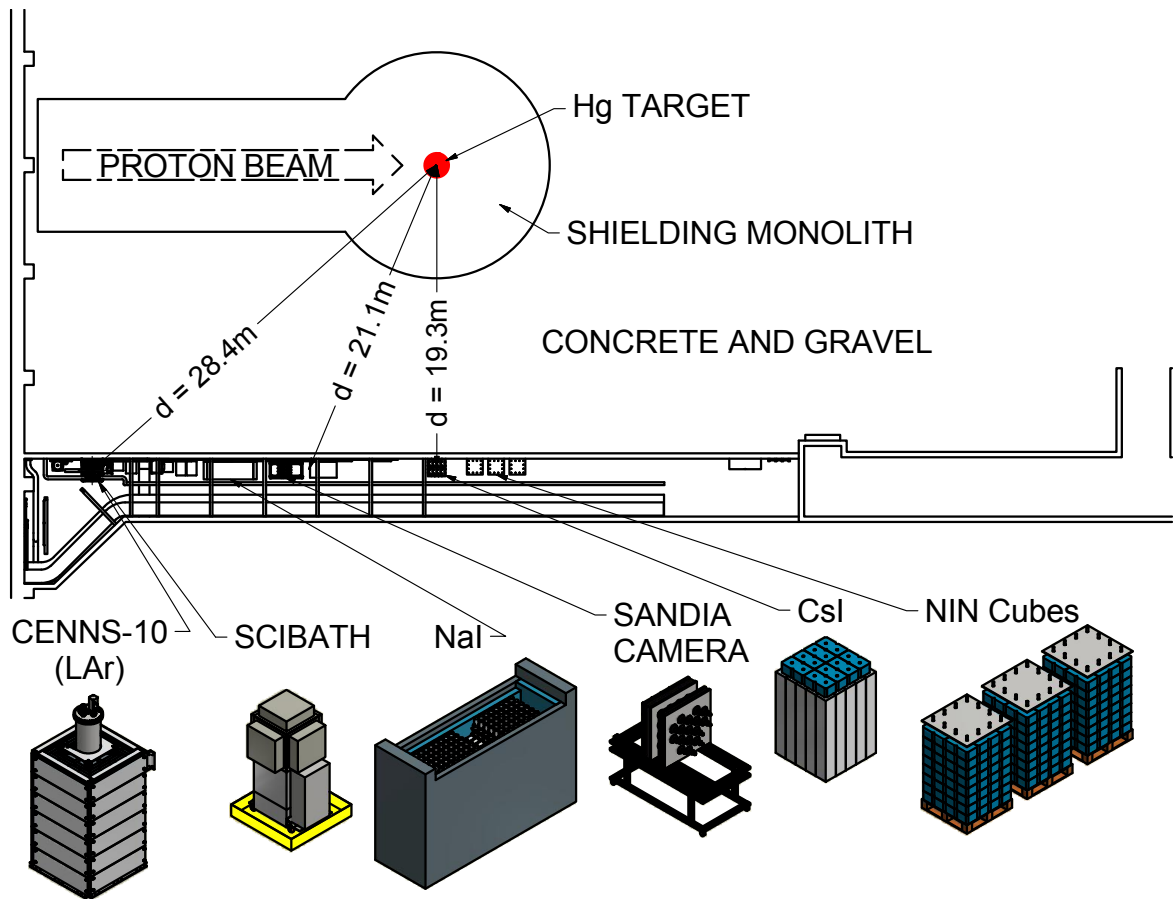 Hg TARGET
PROTON BEAM
SHIELDING MONOLITH
d = 28.4m
d = 21.1m
d = 19.3m
CONCRETE AND GRAVEL
CENNS-10
(LAr)
SCIBATH
NaI
SANDIA
CAMERA
CsI
NIN Cubes